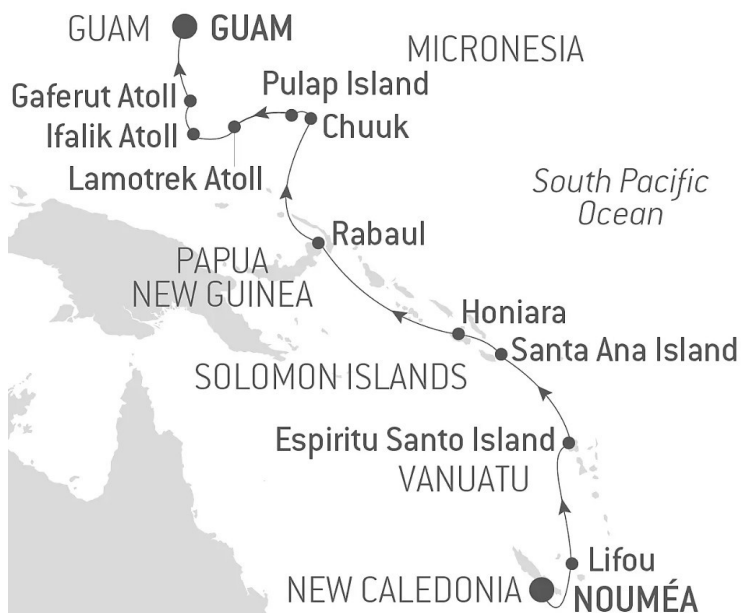 GUAM GUAM
MICRONESIA
Pulap Island
Gaferut Atoll
Chuuk
Ifalik Atoll
Lamotrek Atoll
South Pacific
Ocean
Rabaul
PAPUA
NEW GUINEA
Honiara
Santa Ana Island
SOLOMON ISLANDS
Espiritu Santo Island
VANUATU
Lifou
NEW CALEDONIA
NOUMÉA